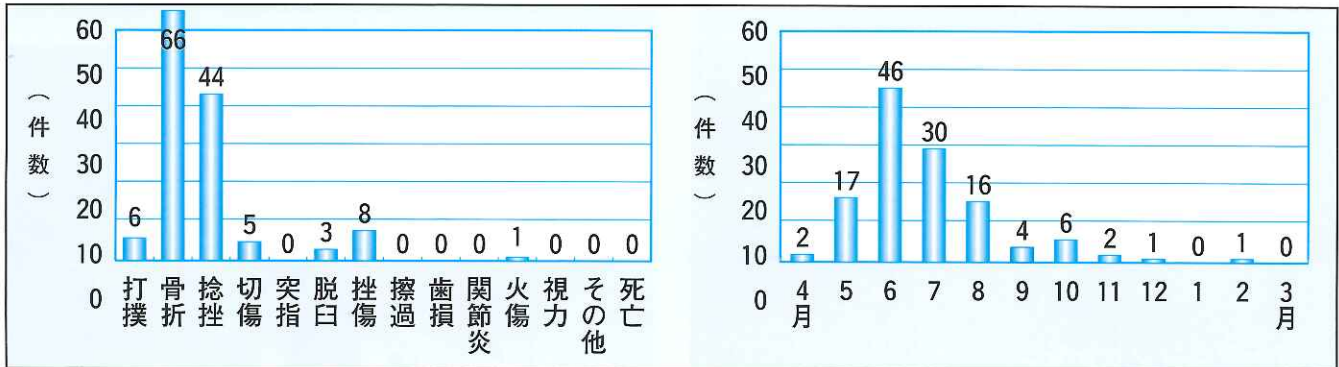 （件数）
60
50
40
30
20
10
0
6
66
44
5
0
3
8
0
0
0
1
0
0
0
打撲
骨折
捻挫
切傷
突指
脱臼
挫傷
擦過
歯損
関節炎
火傷
視力
その他
死亡
（件数）
60
50
40
30
20
10
0
2
17
46
30
16
4
6
2
1
0
1
0
4月
5
6
7
8
9
10
11
12
1
2
3月